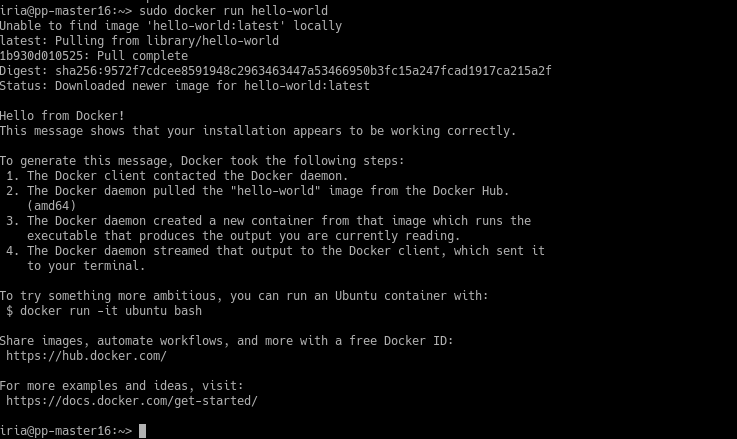 iria@pp-master16:~> sudo docker run hello-world
Unable to find image 'hello-world:latest' locally
latest: Pulling from library/hello-world
1b930d010525: Pull complete
Digest: sha256:9572f7cdcee8591948c2963463447a53466950b3fc15a247fcad1917ca215a2f
Status: Downloaded newer image for hello-world:latest
Hello from Docker!
This message shows that your installation appears to be working correctly.
To generate this message, Docker took the following steps:
1. The Docker client contacted the Docker daemon.
2. The Docker daemon pulled the "hello-world" image from the Docker Hub.
(amd64)
3. The Docker daemon created a new container from that image which runs the
executable that produces the output you are currently reading.
4. The Docker daemon streamed that output to the Docker client, which sent it
to your terminal.
To try something more ambitious, you can run an Ubuntu container with:
$ docker run -it ubuntu bash
Share images, automate workflows, and more with a free Docker ID:
https://hub.docker.com/
For more examples and ideas, visit:
https://docs.docker.com/get-started/
iria@pp-master16:~>